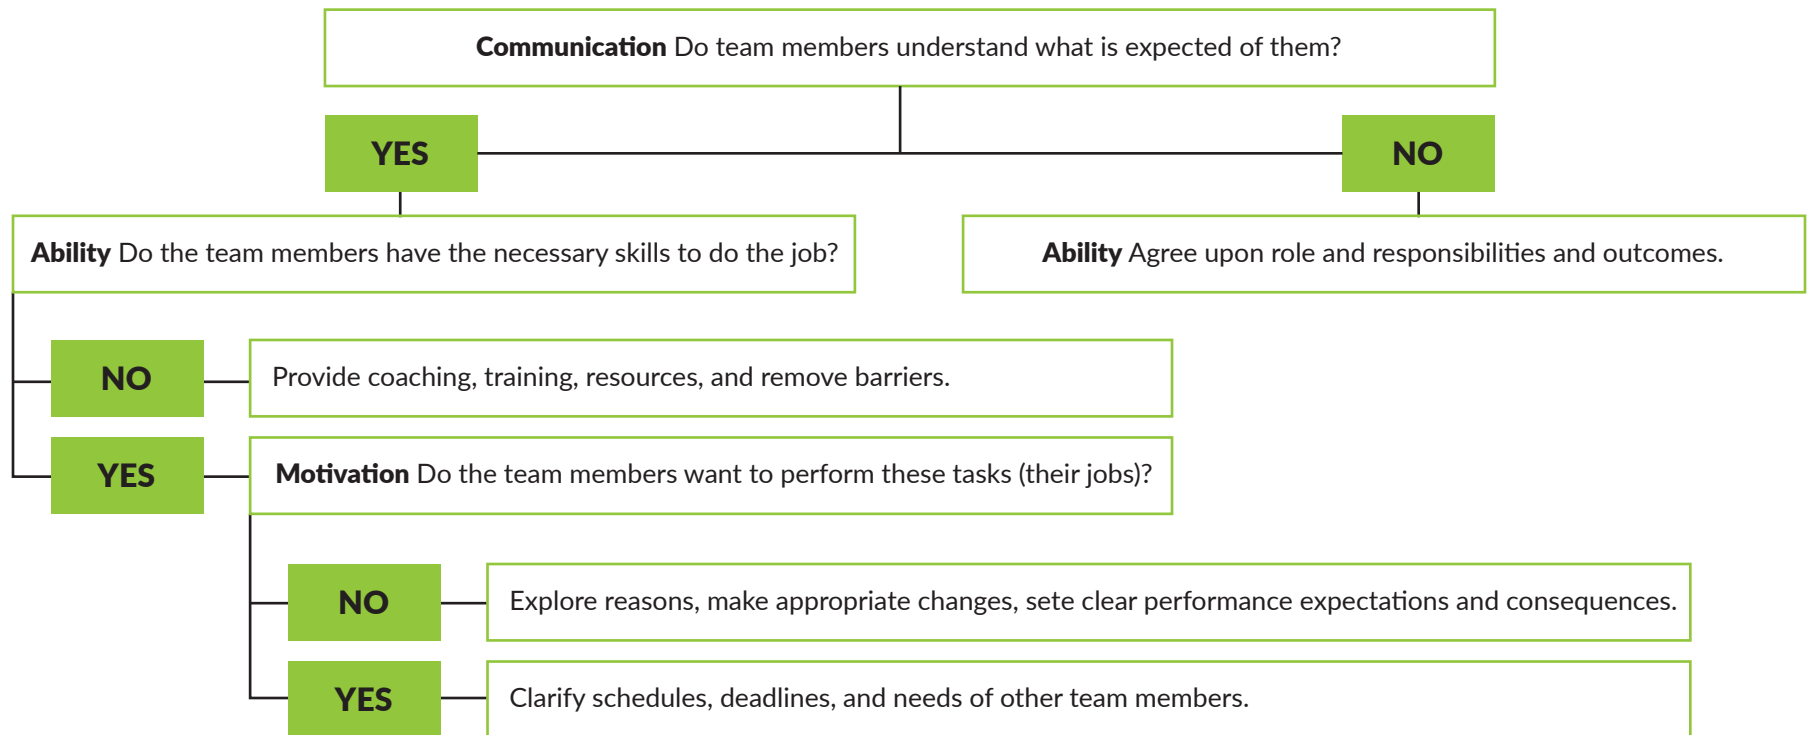 Communication Do team members understand what is expected of them?
YES
NO
Ability Do the team members have the necessary skills to do the job?
Ability Agree upon role and responsibilities and outcomes.
NO
Provide coaching, training, resources, and remove barriers.
YES
Motivation Do the team members want to perform these tasks (their jobs)?
NO
Explore reasons, make appropriate changes, sete clear performance expectations and consequences.
YES
Clarify schedules, deadlines, and needs of other team members.